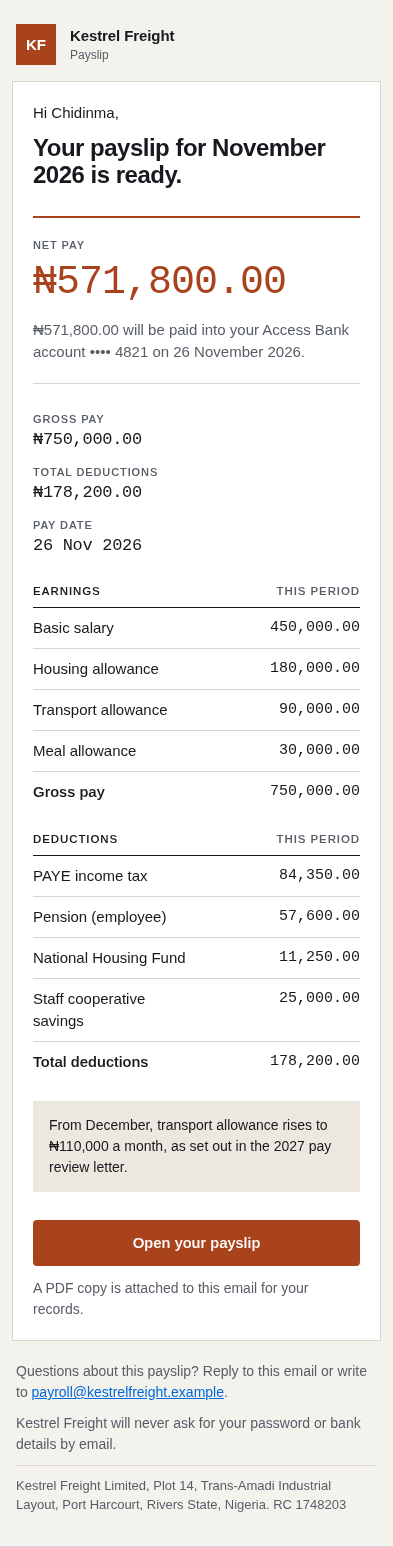 KF
Kestrel Freight
Payslip
Hi Chidinma,
Your payslip for November
2026 is ready.
NET PAY
₦571,800.00
₦571,800.00 will be paid into your Access Bank
account •••• 4821 on 26 November 2026.
GROSS PAY
₦750,000.00
TOTAL DEDUCTIONS
₦178,200.00
PAY DATE
26 Nov 2026
EARNINGS THIS PERIOD
Basic salary 450,000.00
Housing allowance 180,000.00
Transport allowance 90,000.00
Meal allowance 30,000.00
Gross pay 750,000.00
DEDUCTIONS THIS PERIOD
PAYE income tax 84,350.00
Pension (employee) 57,600.00
National Housing Fund 11,250.00
Staff cooperative 25,000.00
savings
Total deductions 178,200.00
From December, transport allowance rises to
₦110,000 a month, as set out in the 2027 pay
review letter.
Open your payslip
A PDF copy is attached to this email for your
records.
Questions about this payslip? Reply to this email or write
to payroll@kestrelfreight.example.
Kestrel Freight will never ask for your password or bank
details by email.
Kestrel Freight Limited, Plot 14, Trans-Amadi Industrial
Layout, Port Harcourt, Rivers State, Nigeria. RC 1748203